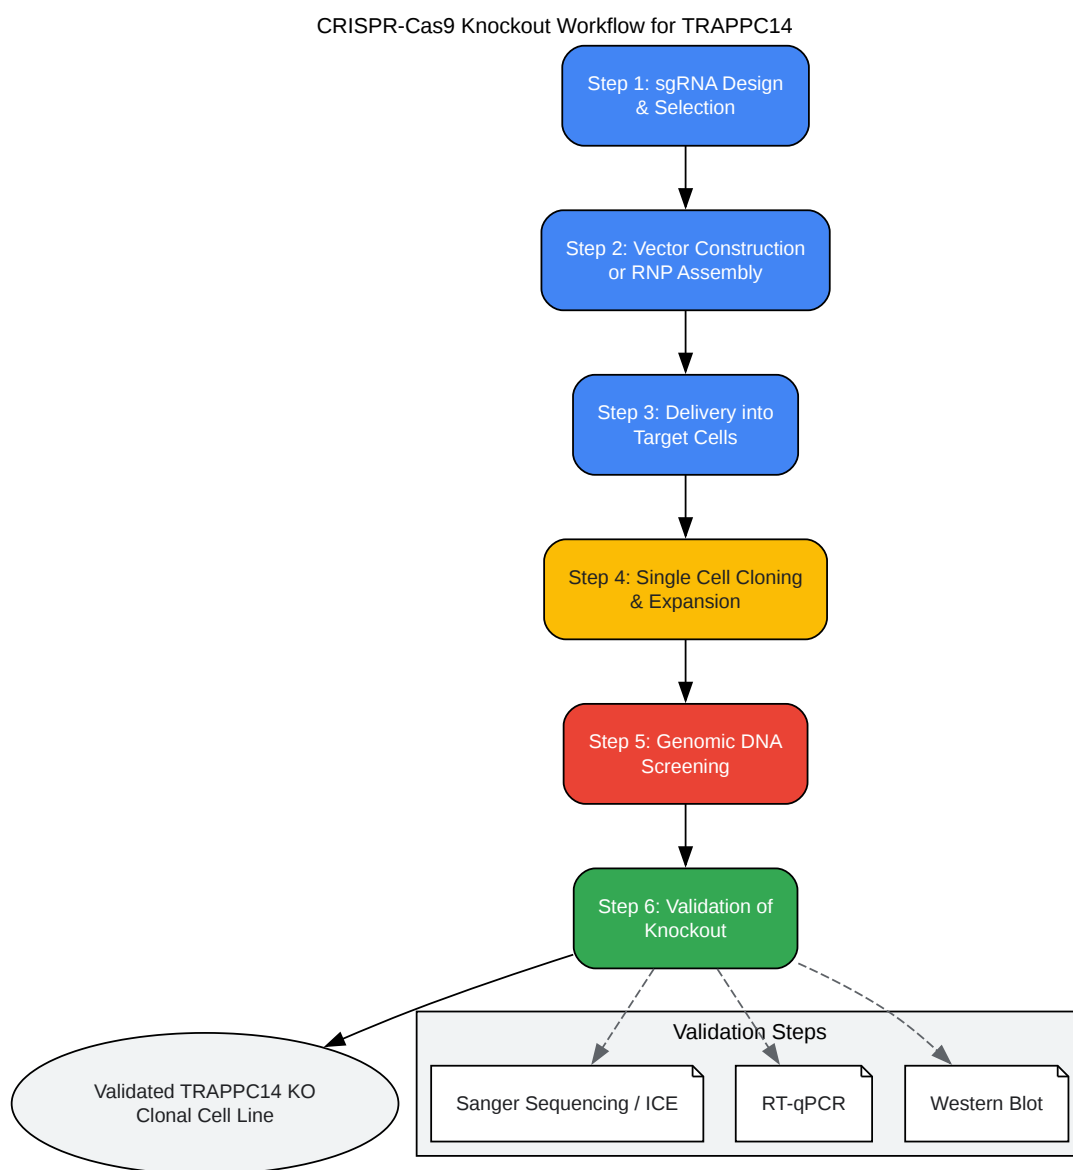 CRISPR-Cas9 Knockout Workflow for TRAPPC14
Step 1: sgRNA Design
& Selection
Step 2: Vector Construction
or RNP Assembly
Step 3: Delivery into
Target Cells
Step 4: Single Cell Cloning
& Expansion
Step 5: Genomic DNA
Screening
Step 6: Validation of
Knockout
Validation Steps
Validated TRAPPC14 KO
Clonal Cell Line
Sanger Sequencing / ICE
RT-qPCR
Western Blot